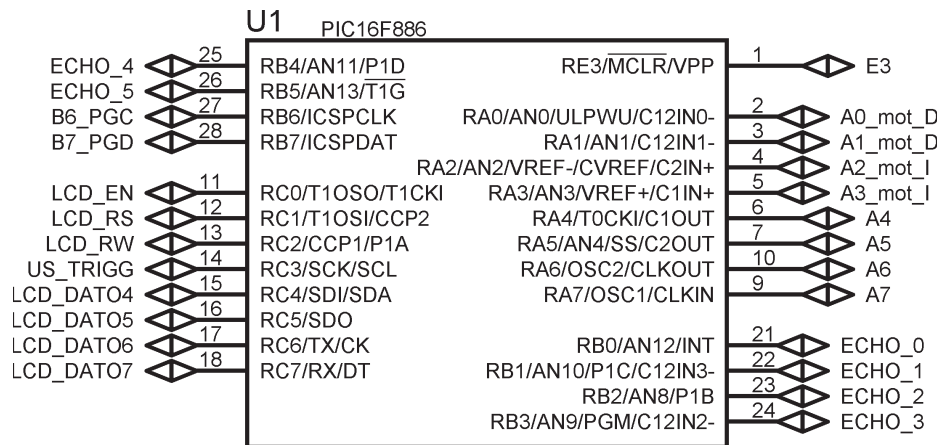 U1
PIC16F886
ECHO_4 25 RB4/AN11/P1D RE3/MCLR/VPP 1 E3
ECHO_5 26 RB5/AN13/T1G
B6_PGC 27 RB6/ICSPCLK RA0/AN0/ULPWU/C12IN0- 2 A0_mot_D
B7_PGD 28 RB7/ICSPDAT RA1/AN1/C12IN1- 3 A1_mot_D
RA2/AN2/VREF-/CVREF/C2IN+ 4 A2_mot_I
LCD_EN 11 RC0/T1OSO/T1CKI RA3/AN3/VREF+/C1IN+ 5 A3_mot_I
LCD_RS 12 RC1/T1OSI/CCP2 RA4/T0CKI/C1OUT 6 A4
LCD_RW 13 RC2/CCP1/P1A RA5/AN4/SS/C2OUT 7 A5
US_TRIGG 14 RC3/SCK/SCL RA6/OSC2/CLKOUT 10 A6
LCD_DATO4 15 RC4/SDI/SDA RA7/OSC1/CLKIN 9 A7
LCD_DATO5 16 RC5/SDO
LCD_DATO6 17 RC6/TX/CK RB0/AN12/INT 21 ECHO_0
LCD_DATO7 18 RC7/RX/DT RB1/AN10/P1C/C12IN3- 22 ECHO_1
RB2/AN8/P1B 23 ECHO_2
RB3/AN9/PGM/C12IN2- 24 ECHO_3